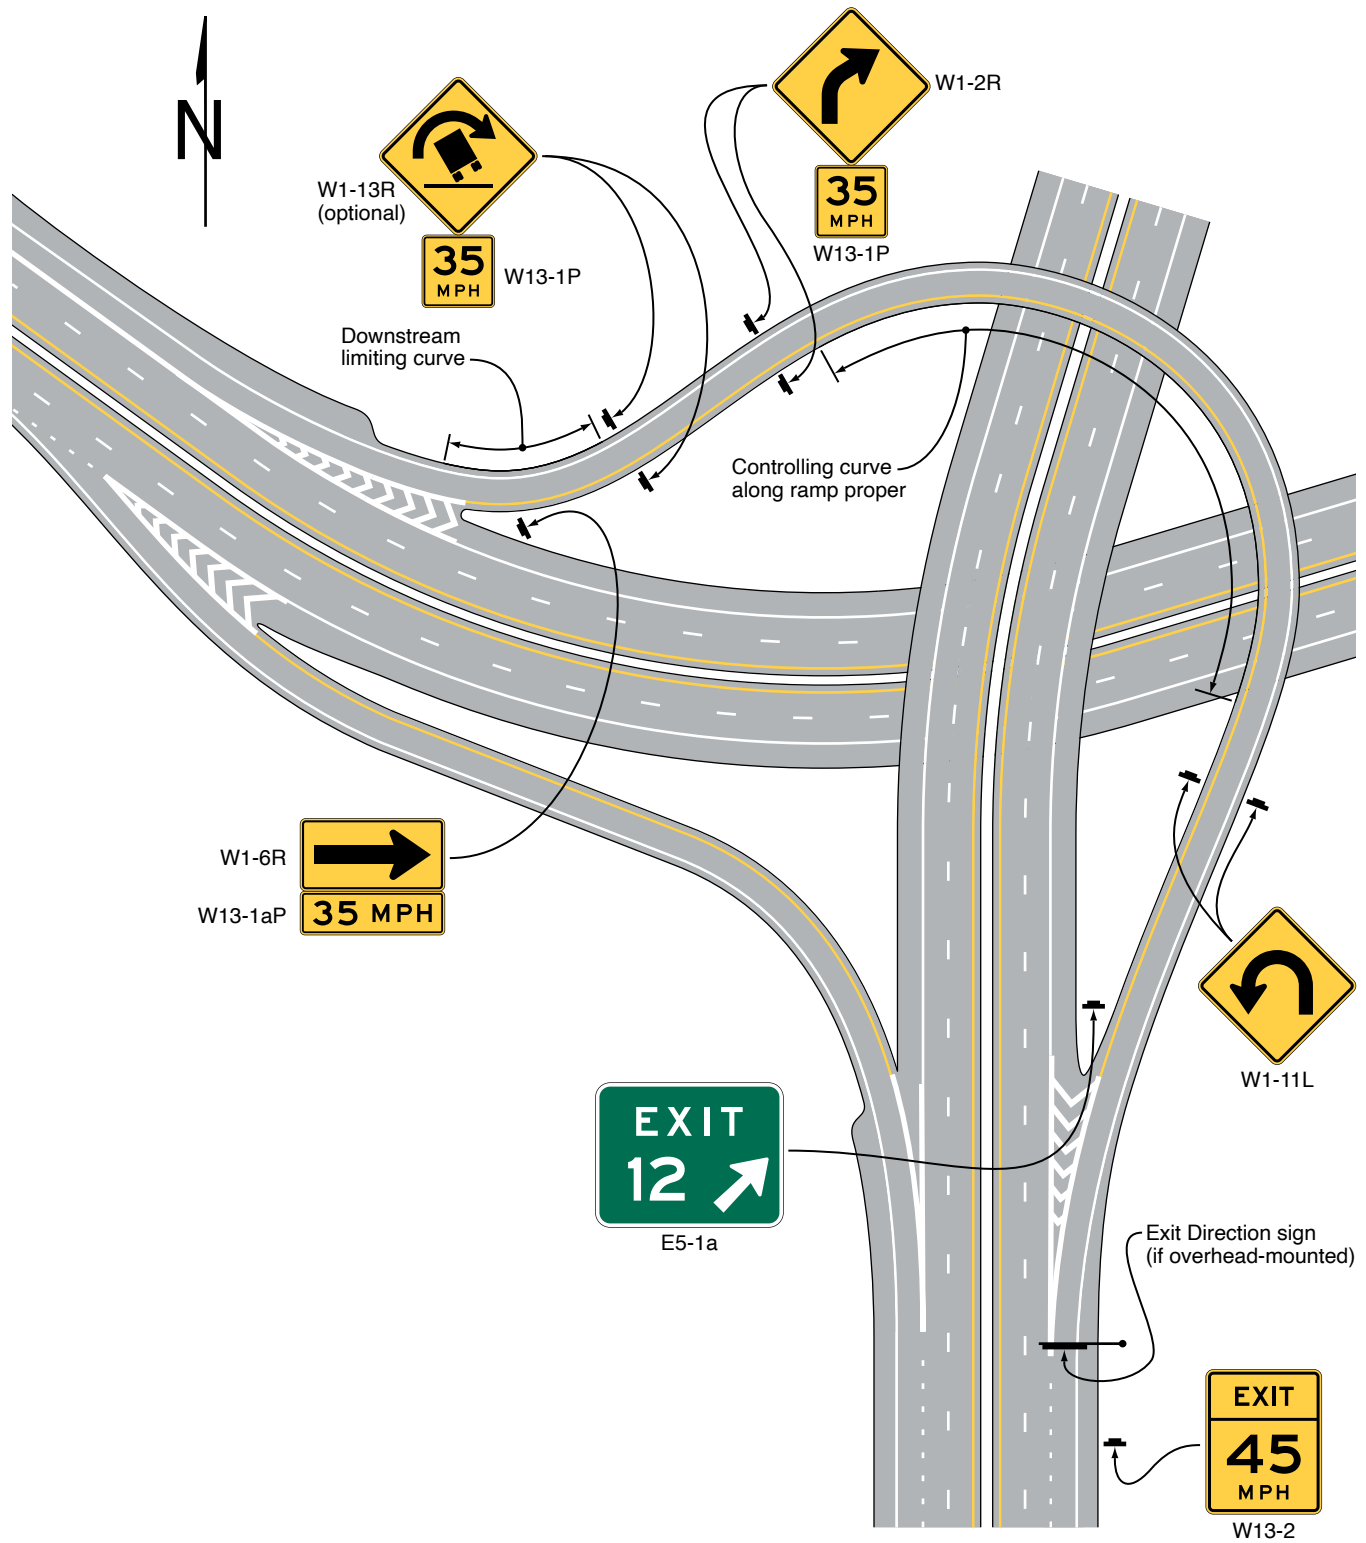 N
W1-13R
(optional)
35
MPH
W13-1P
W1-2R
35
MPH
W13-1P
Downstream
limiting curve
Controlling curve
along ramp proper
W1-6R
W13-1aP
35 MPH
W1-11L
EXIT
12
E5-1a
Exit Direction sign
(if overhead-mounted)
EXIT
45
MPH
W13-2